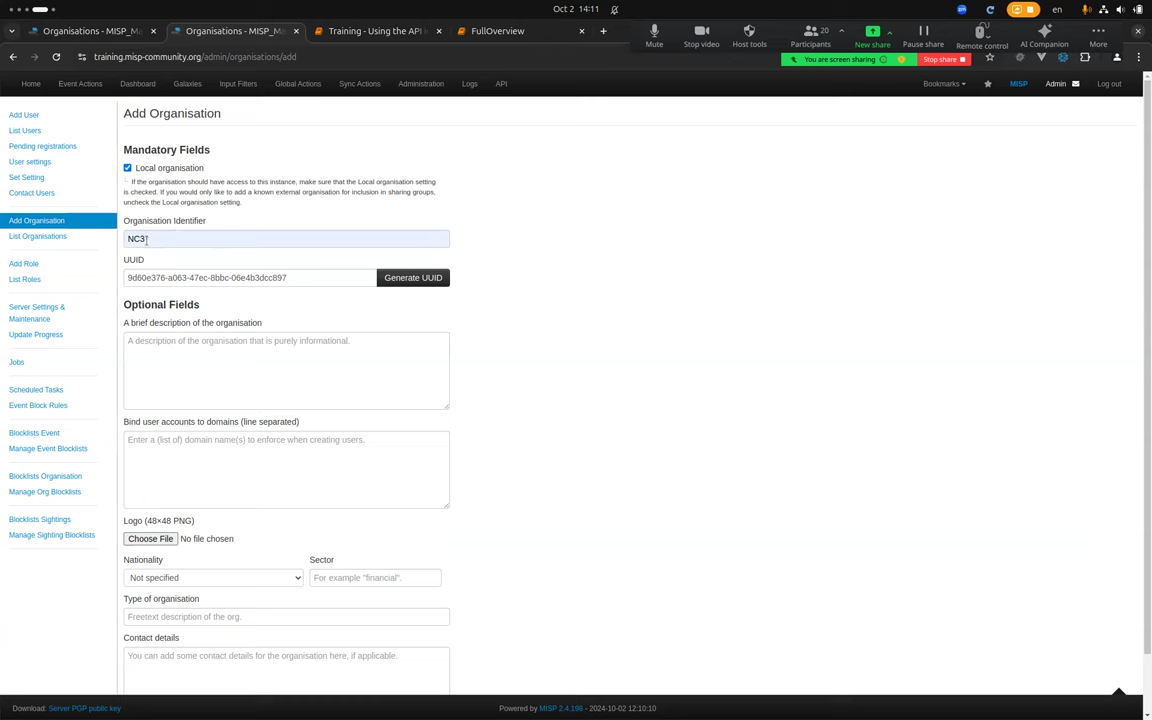 Oct 2 14:11
en
Organisations - MISP_Ma
Organisations - MISP_Ma
Training - Using the API in
FullOverview
training.misp-community.org/admin/organisations/add
Mute
Stop video
Host tools
Participants
20
New share
Pause share
Remote control
AI Companion
More
You are screen sharing
Stop share
Home
Event Actions
Dashboard
Galaxies
Input Filters
Global Actions
Sync Actions
Administration
Logs
API
Bookmarks
MISP
Admin
Log out
Add User
List Users
Pending registrations
User settings
Set Setting
Contact Users
Add Organisation
List Organisations
Add Role
List Roles
Server Settings &
Maintenance
Update Progress
Jobs
Scheduled Tasks
Event Block Rules
Blocklists Event
Manage Event Blocklists
Blocklists Organisation
Manage Org Blocklists
Blocklists Sightings
Manage Sighting Blocklists
Add Organisation
Mandatory Fields
Local organisation
If the organisation should have access to this instance, make sure that the Local organisation setting
is checked. If you would only like to add a known external organisation for inclusion in sharing groups,
uncheck the Local organisation setting.
Organisation Identifier
NC3
UUID
9d60e376-a063-47ec-8bbc-06e4b3dcc897
Generate UUID
Optional Fields
A brief description of the organisation
A description of the organisation that is purely informational.
Bind user accounts to domains (line separated)
Enter a (list of) domain name(s) to enforce when creating users.
Logo (48×48 PNG)
Choose File
No file chosen
Nationality
Sector
Not specified
For example "financial".
Type of organisation
Freetext description of the org.
Contact details
You can add some contact details for the organisation here, if applicable.
Download: Server PGP public key
Powered by MISP 2.4.198 - 2024-10-02 12:10:10